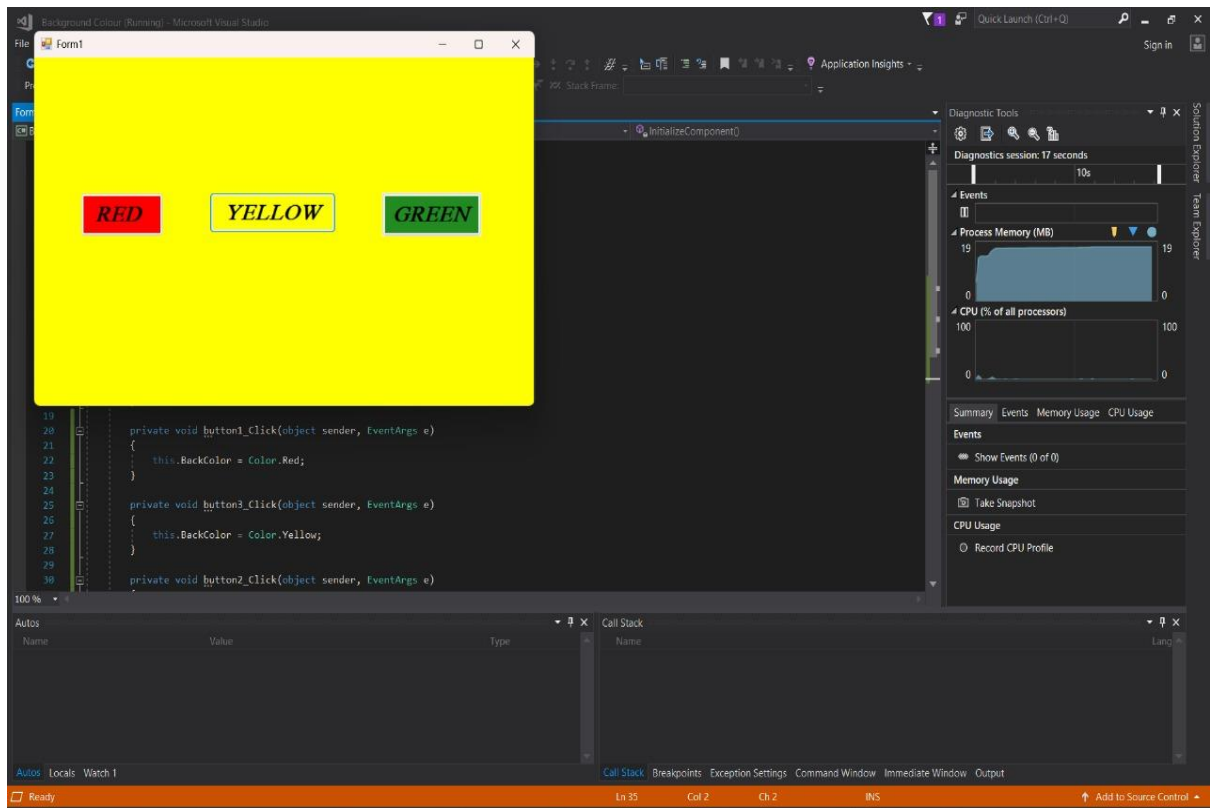 Background Colour (Running) - Microsoft Visual Studio
Quick Launch (Ctrl+Q)
File
Form1
Sign in
Application Insights
Stack Frame:
InitializeComponent()
RED
YELLOW
GREEN
19
20 private void button1_Click(object sender, EventArgs e)
21 {
22 this.BackColor = Color.Red;
23 }
24
25 private void button3_Click(object sender, EventArgs e)
26 {
27 this.BackColor = Color.Yellow;
28 }
29
30 private void button2_Click(object sender, EventArgs e)
100 %
Diagnostic Tools
Diagnostics session: 17 seconds
10s
Events
Process Memory (MB)
19 19
0 0
CPU (% of all processors)
100 100
0 0
Summary Events Memory Usage CPU Usage
Events
Show Events (0 of 0)
Memory Usage
Take Snapshot
CPU Usage
Record CPU Profile
Solution Explorer
Team Explorer
Autos
Name Value Type
Autos Locals Watch 1
Call Stack
Name Lang
Call Stack Breakpoints Exception Settings Command Window Immediate Window Output
Ready Ln 35 Col 2 Ch 2 INS Add to Source Control